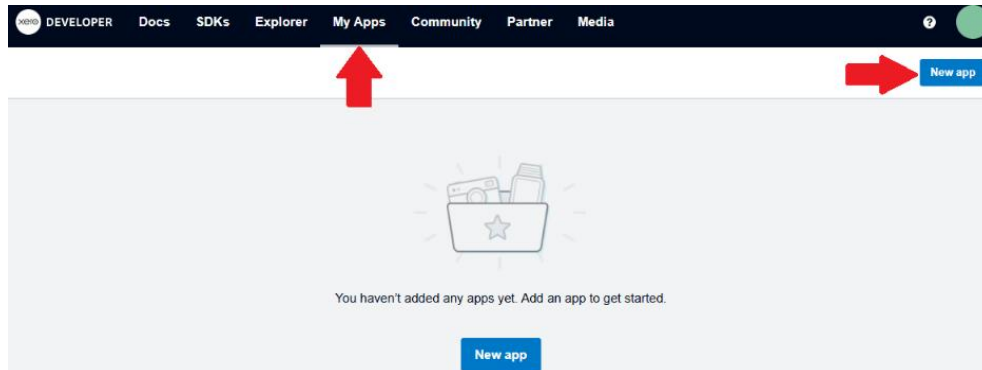 xero DEVELOPER Docs SDKs Explorer My Apps Community Partner Media ?
New app
You haven't added any apps yet. Add an app to get started.
New app